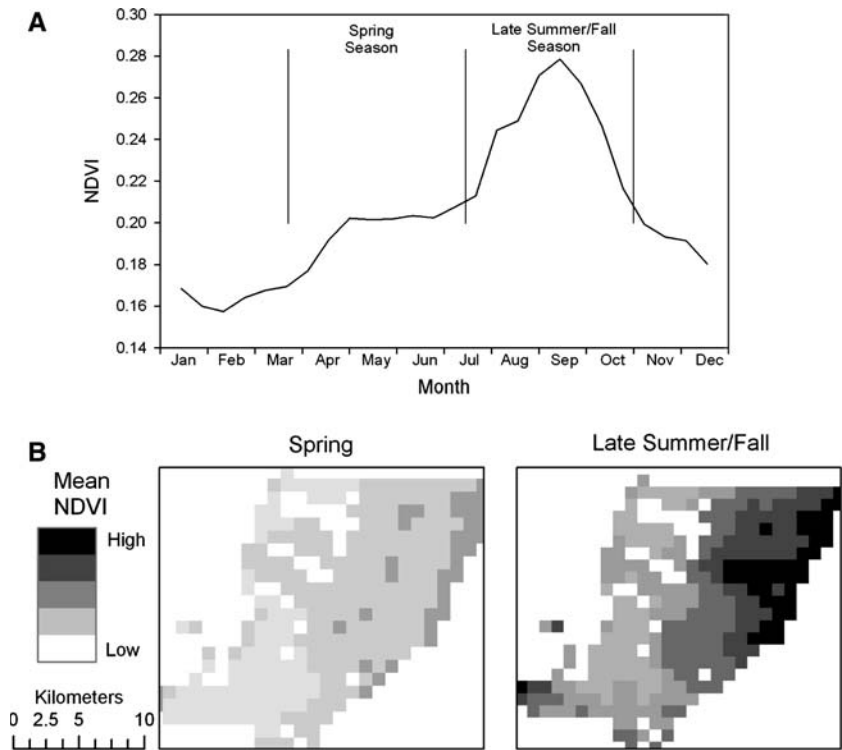 A
Spring
Season
Late Summer/Fall
Season
0.30
0.28
0.26
0.24
0.22
0.20
0.18
0.16
0.14
NDVI
Jan Feb Mar Apr May Jun Jul Aug Sep Oct Nov Dec
Month
B
Spring
Late Summer/Fall
Mean
NDVI
High
Low
Kilometers
0 2.5 5 10